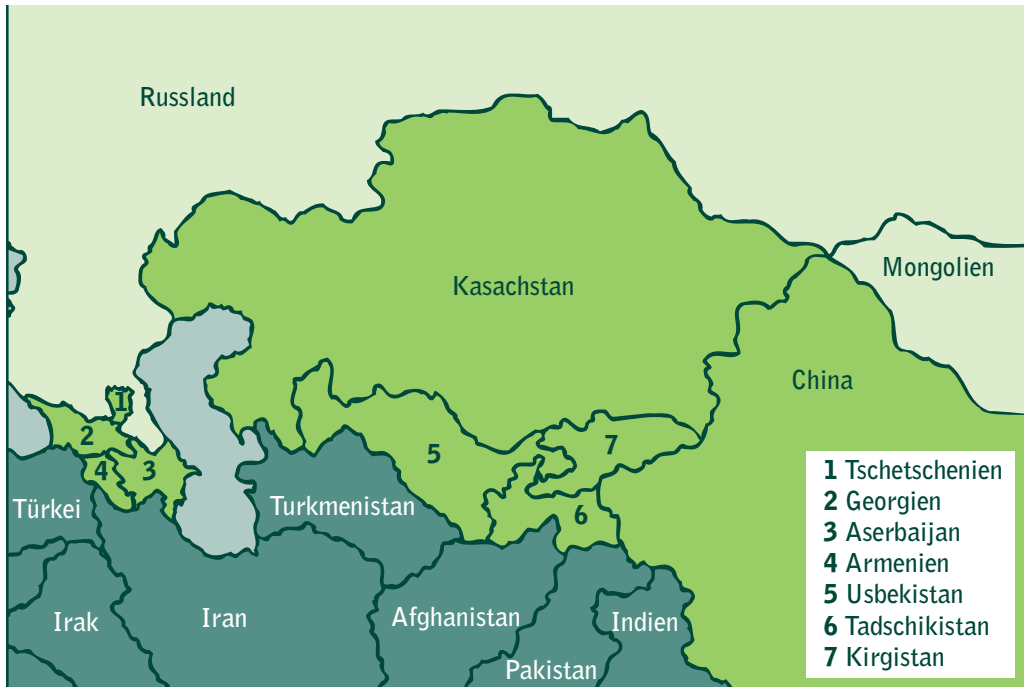 Russland
Mongolien
Kasachstan
China
1
2
7
5
4
3
Türkei
Turkmenistan
6
Irak
Iran
Afghanistan
Indien
Pakistan
1 Tschetschenien
2 Georgien
3 Aserbaijan
4 Armenien
5 Usbekistan
6 Tadschikistan
7 Kirgistan